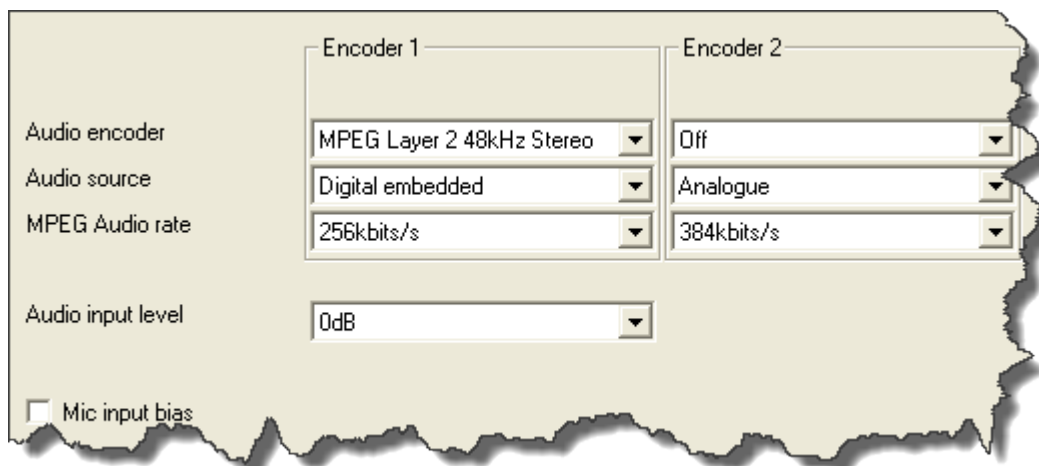 Encoder 1 Encoder 2
Audio encoder MPEG Layer 2 48kHz Stereo Off
Audio source Digital embedded Analogue
MPEG Audio rate 256kbits/s 384kbits/s
Audio input level 0dB
Mic input bias